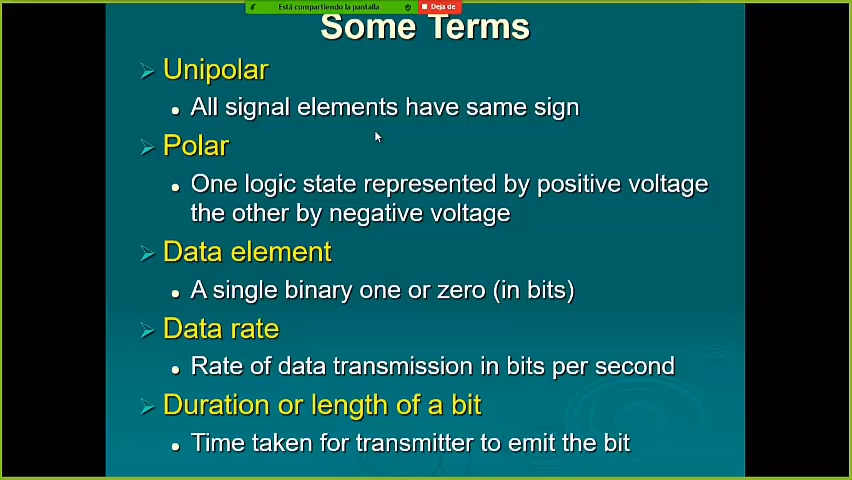 Está compartiendo la pantalla
Deja de
Some Terms
Unipolar
All signal elements have same sign
Polar
One logic state represented by positive voltage
the other by negative voltage
Data element
A single binary one or zero (in bits)
Data rate
Rate of data transmission in bits per second
Duration or length of a bit
Time taken for transmitter to emit the bit